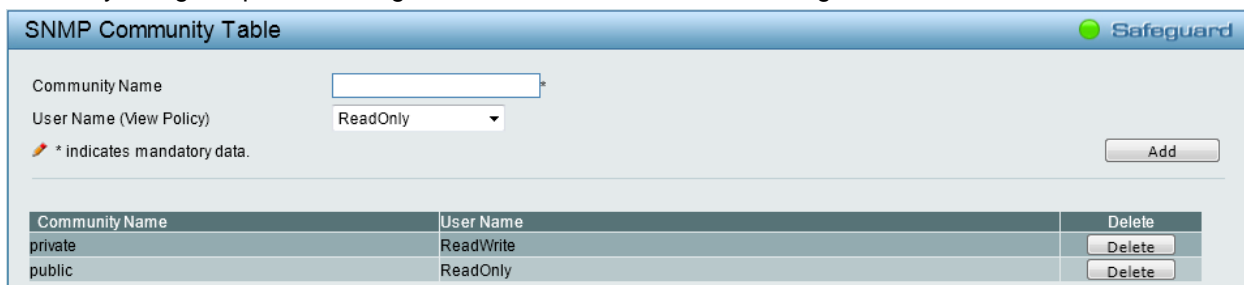 SNMP Community Table Safeguard
Community Name *
User Name (View Policy) ReadOnly
* indicates mandatory data. Add
Community Name User Name Delete
private ReadWrite Delete
public ReadOnly Delete